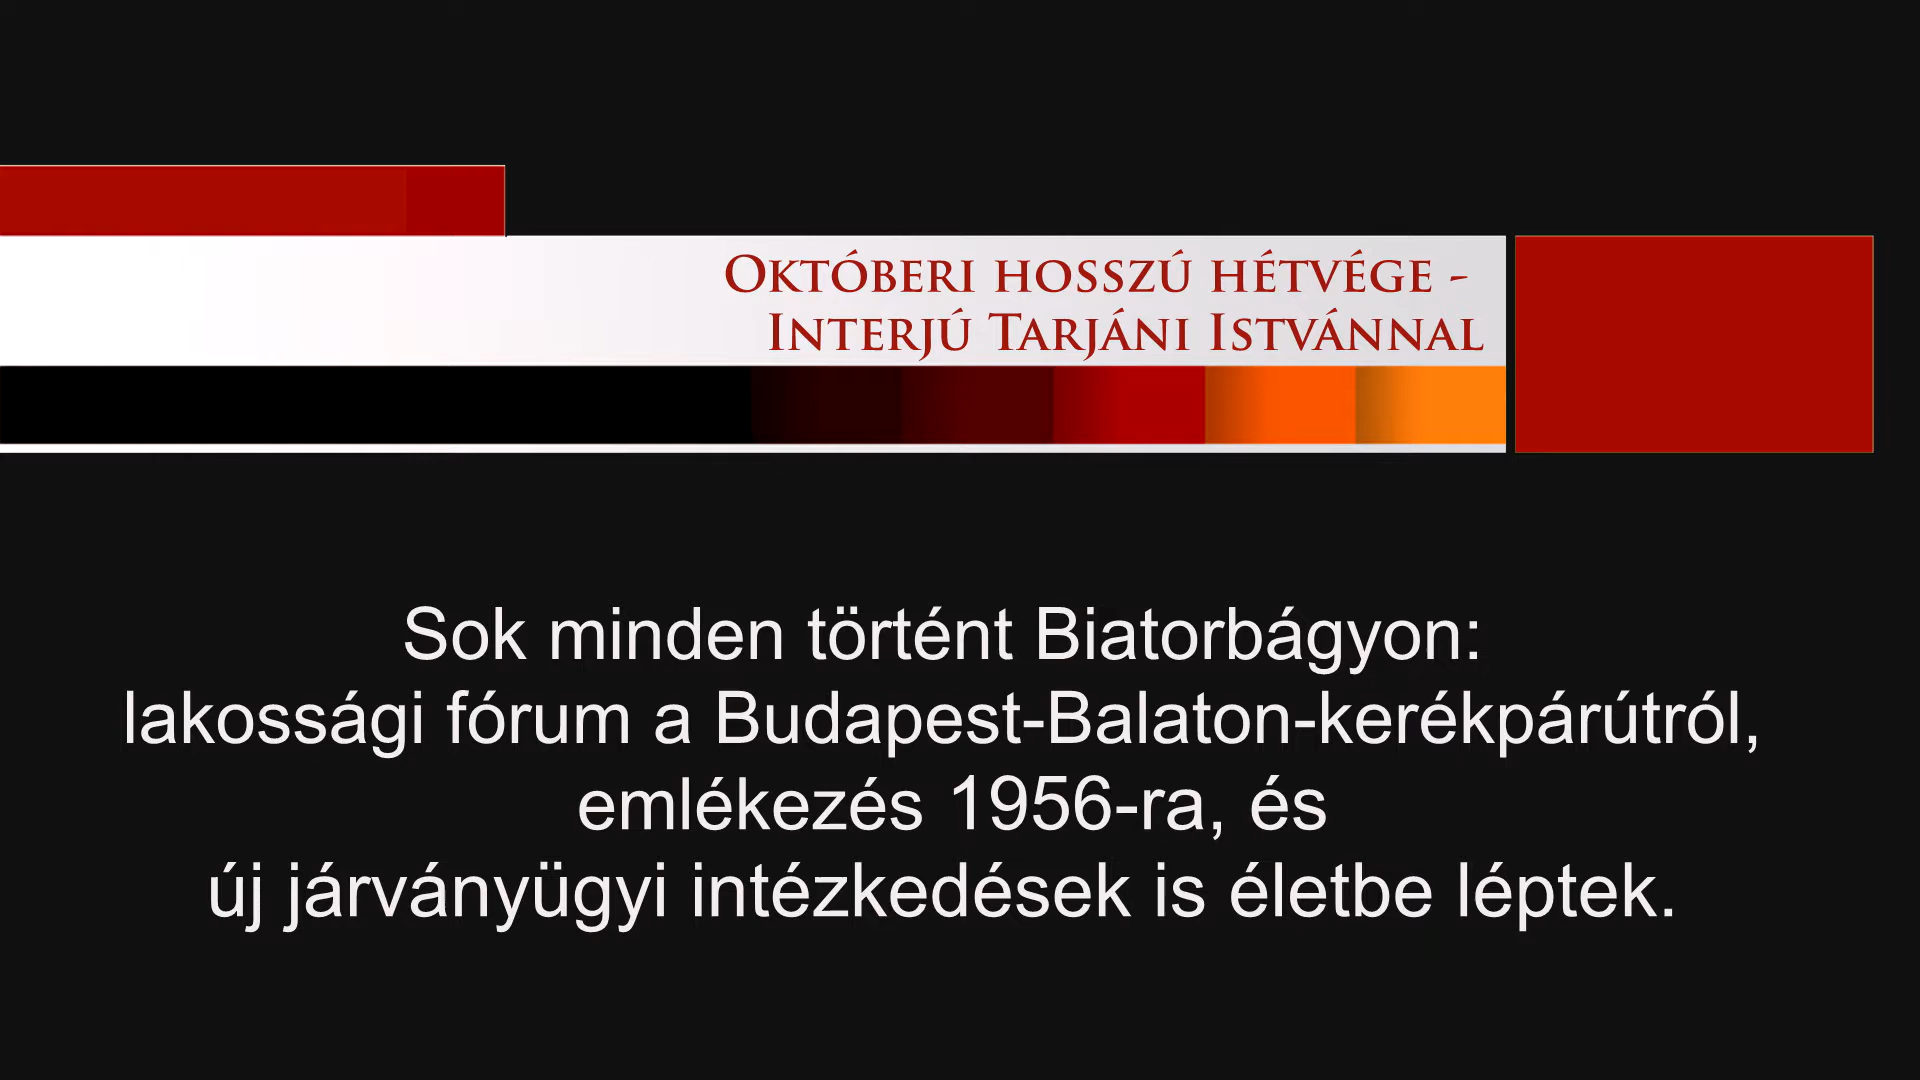 Októberi hosszú hétvége -
Interjú Tarjáni Istvánnal
Sok minden történt Biatorbágyon:
lakossági fórum a Budapest-Balaton-kerékpárútról,
emlékezés 1956-ra, és
új járványügyi intézkedések is életbe léptek.